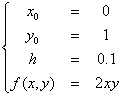 x₀ = 0
y₀ = 1
h = 0.1
f(x, y) = 2xy